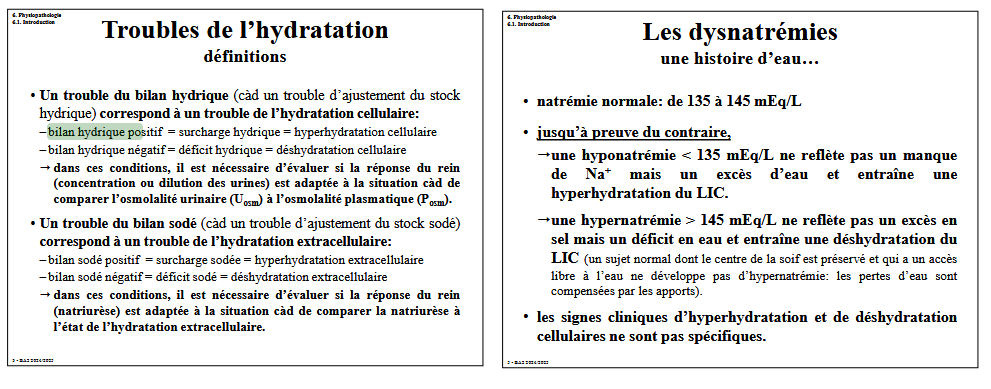 6. Physiopathologie
6.1. Introduction
Troubles de l’hydratation
définitions
• Un trouble du bilan hydrique (càd un trouble d’ajustement du stock
hydrique) correspond à un trouble de l’hydratation cellulaire:
– bilan hydrique positif = surcharge hydrique = hyperhydratation cellulaire
– bilan hydrique négatif = déficit hydrique = déshydratation cellulaire
→ dans ces conditions, il est nécessaire d’évaluer si la réponse du rein
(concentration ou dilution des urines) est adaptée à la situation càd de
comparer l’osmolalité urinaire (Uosm) à l’osmolalité plasmatique (Posm).
• Un trouble du bilan sodé (càd un trouble d’ajustement du stock sodé)
correspond à un trouble de l’hydratation extracellulaire:
– bilan sodé positif = surcharge sodée = hyperhydratation extracellulaire
– bilan sodé négatif = déficit sodé = déshydratation extracellulaire
→ dans ces conditions, il est nécessaire d’évaluer si la réponse du rein
(natriurèse) est adaptée à la situation càd de comparer la natriurèse à
l’état de l’hydratation extracellulaire.
6. Physiopathologie
6.1. Introduction
Les dysnatrémies
une histoire d’eau…
• natrémie normale: de 135 à 145 mEq/L
• jusqu’à preuve du contraire,
→une hyponatrémie < 135 mEq/L ne reflète pas un manque
de Na+ mais un excès d’eau et entraîne une
hyperhydratation du LIC.
→une hypernatrémie > 145 mEq/L ne reflète pas un excès en
sel mais un déficit en eau et entraîne une déshydratation du
LIC (un sujet normal dont le centre de la soif est préservé et qui a un accès
libre à l’eau ne développe pas d’hypernatrémie: les pertes d’eau sont
compensées par les apports).
• les signes cliniques d’hyperhydratation et de déshydratation
cellulaires ne sont pas spécifiques.